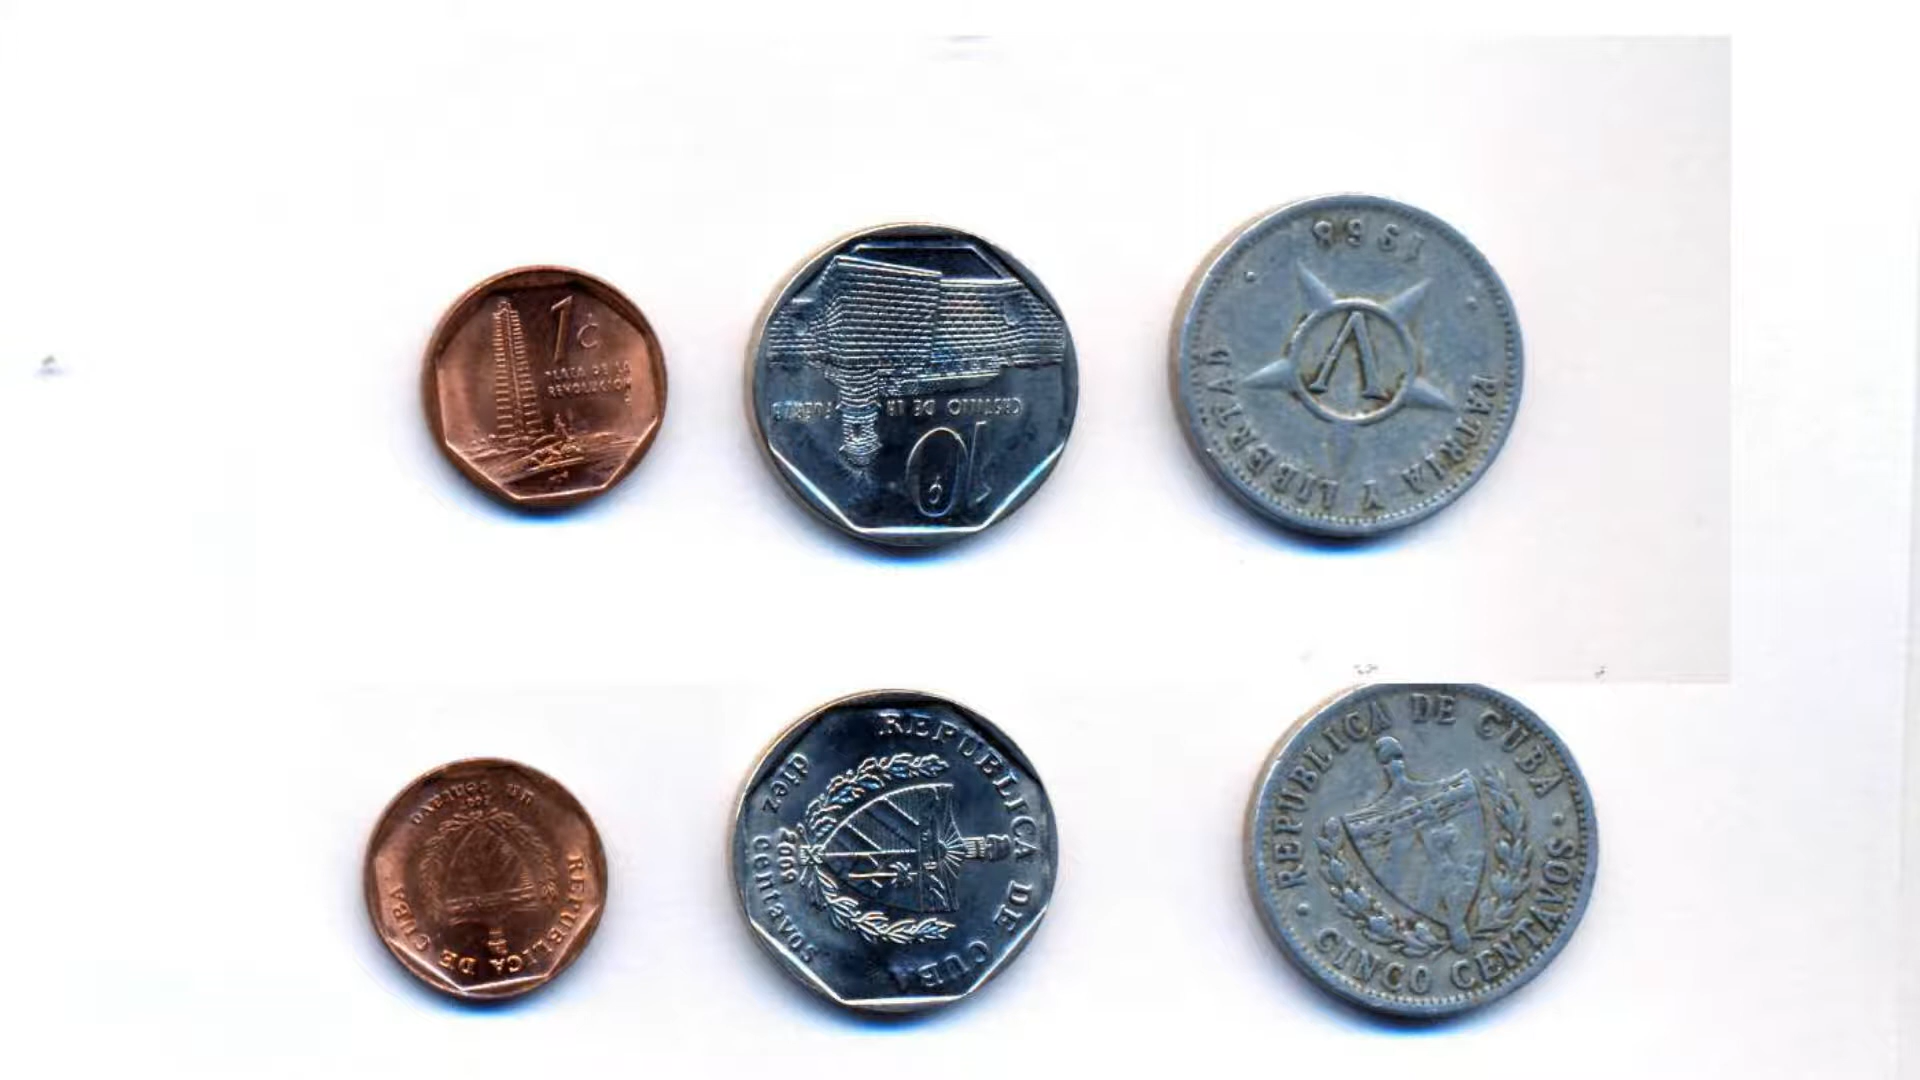 1¢
PLAZA DE LA
REVOLUCION
CASTILLO DE LA FUERZA
10¢
1968
PATRIA Y LIBERTAD
V
un centavo
REPUBLICA DE CUBA
REPUBLICA DE CUBA
diez centavos
2009
REPUBLICA DE CUBA
CINCO CENTAVOS